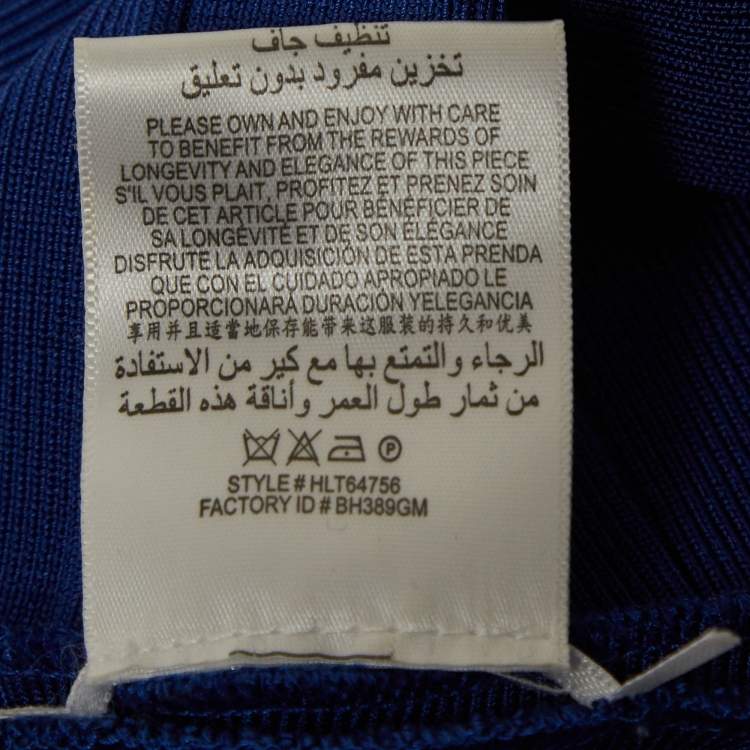 تنظيف جاف
تخزين مفرود بدون تعليق
PLEASE OWN AND ENJOY WITH CARE
TO BENEFIT FROM THE REWARDS OF
LONGEVITY AND ELEGANCE OF THIS PIECE
S'IL VOUS PLAIT, PROFITEZ ET PRENEZ SOIN
DE CET ARTICLE POUR BÉNÉFICIER DE
SA LONGÉVITÉ ET DE SON ÉLÉGANCE
DISFRUTE LA ADQUISICIÓN DE ESTA PRENDA
QUE CON EL CUIDADO APROPIADO LE
PROPORCIONARÁ DURACIÓN YELEGANCIA
享用并且适當地保存能带来这服装的持久和优美
الرجاء والتمتع بها مع كير من الاستفادة
من ثمار طول العمر وأناقة هذه القطعة
P
STYLE # HLT64756
FACTORY ID # BH389GM